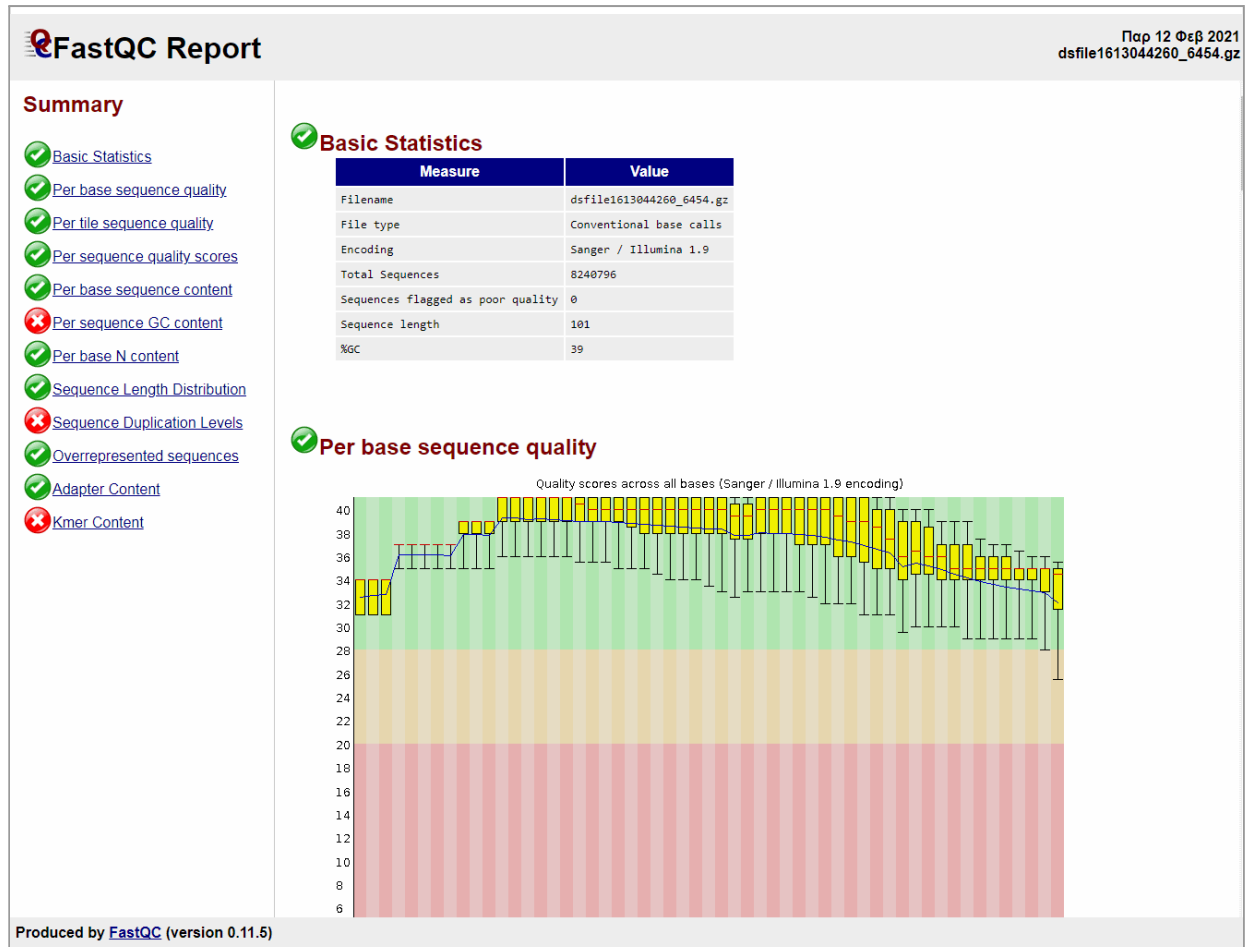 FastQC Report
Παρ 12 Φεβ 2021
dsfile1613044260_6454.gz
Summary
Basic Statistics
Per base sequence quality
Per tile sequence quality
Per sequence quality scores
Per base sequence content
Per sequence GC content
Per base N content
Sequence Length Distribution
Sequence Duplication Levels
Overrepresented sequences
Adapter Content
Kmer Content
Basic Statistics
Measure Value
Filename dsfile1613044260_6454.gz
File type Conventional base calls
Encoding Sanger / Illumina 1.9
Total Sequences 8240796
Sequences flagged as poor quality 0
Sequence length 101
%GC 39
Per base sequence quality
Quality scores across all bases (Sanger / Illumina 1.9 encoding)
40
38
36
34
32
30
28
26
24
22
20
18
16
14
12
10
8
6
Produced by FastQC (version 0.11.5)